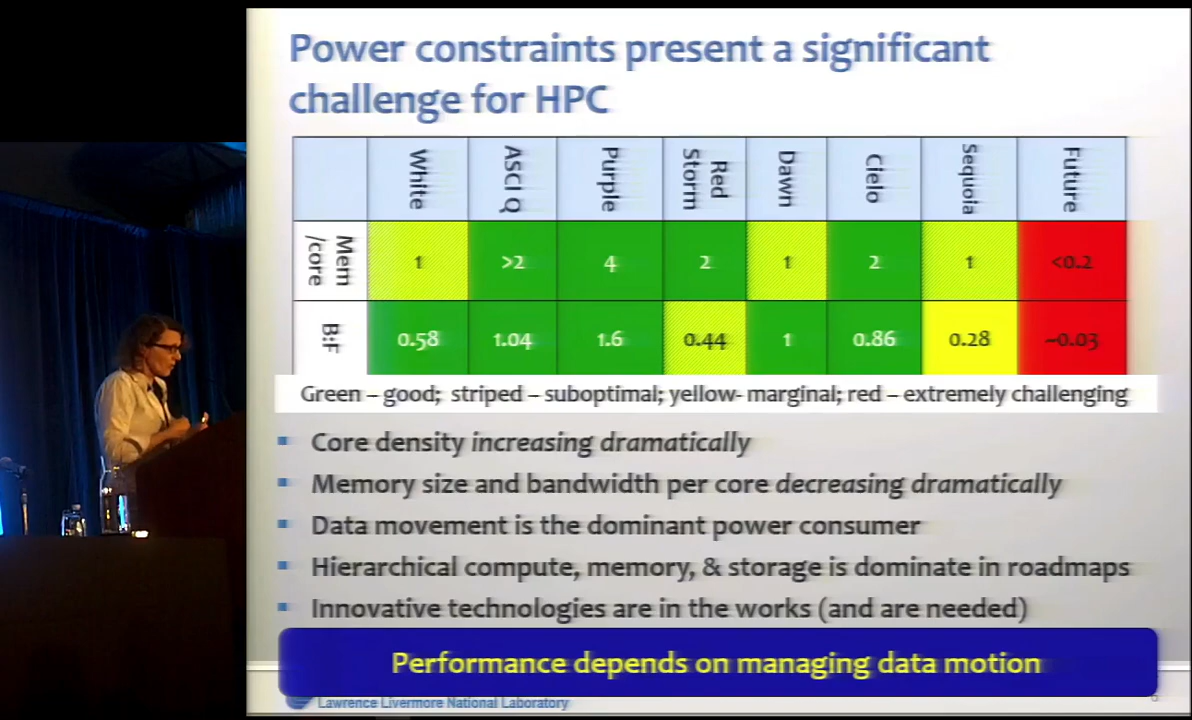 Power constraints present a significant
challenge for HPC
White ASCI Q Purple Red Storm Dawn Cielo Sequoia Future
Mem /core 1 >2 4 2 1 2 1 <0.2
B:F 0.58 1.04 1.6 0.44 1 0.86 0.28 ~0.03
Green – good; striped – suboptimal; yellow- marginal; red – extremely challenging
Core density increasing dramatically
Memory size and bandwidth per core decreasing dramatically
Data movement is the dominant power consumer
Hierarchical compute, memory, & storage is dominate in roadmaps
Innovative technologies are in the works (and are needed)
Performance depends on managing data motion
Lawrence Livermore National Laboratory